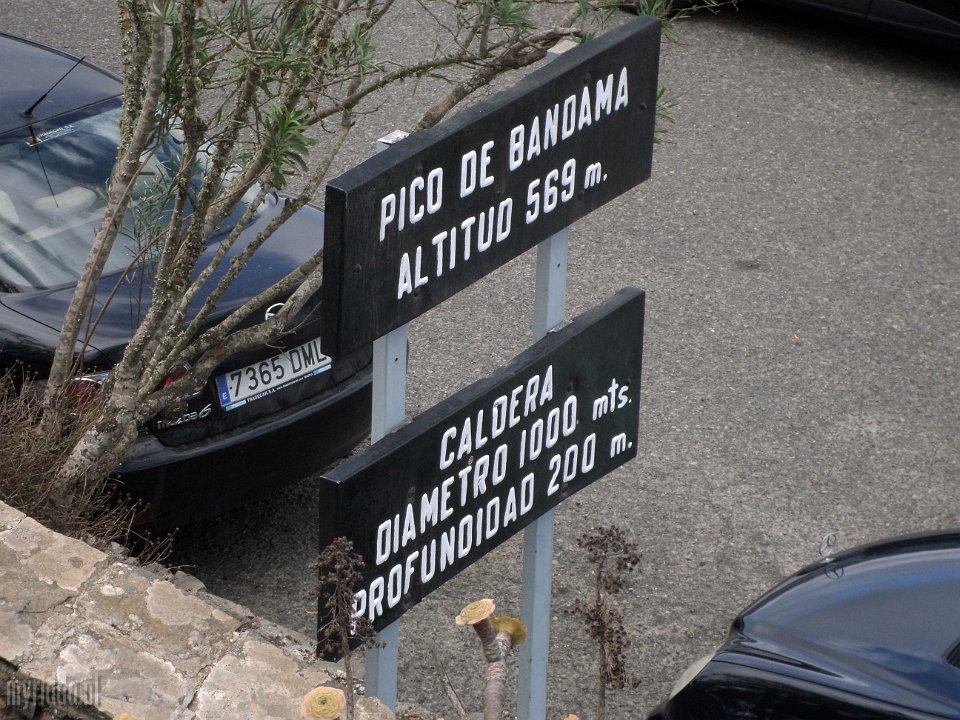 PICO DE BANDAMA
ALTITUD 569 m.
CALDERA
DIAMETRO 1000 mts.
PROFUNDIDAD 200 m.
E 7365 DML